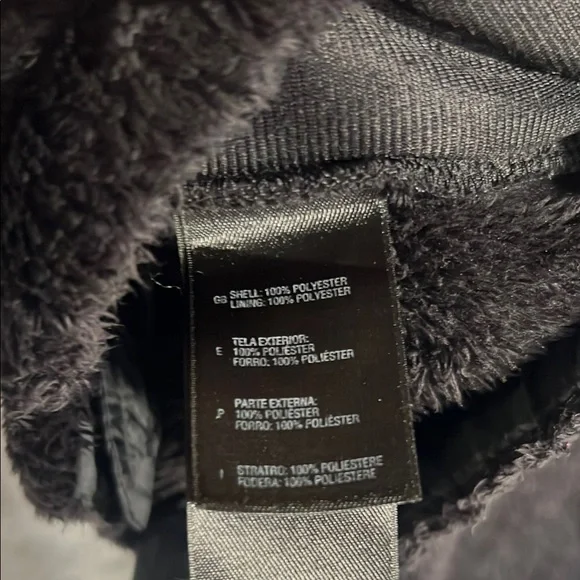 GB SHELL: 100% POLYESTER
LINING: 100% POLYESTER
E TELA EXTERIOR:
100% POLIÉSTER
FORRO: 100% POLIÉSTER
P PARTE EXTERNA:
100% POLIÉSTER
FORRO: 100% POLIÉSTER
I STRATRO: 100% POLIESTERE
FODERA: 100% POLIESTERE